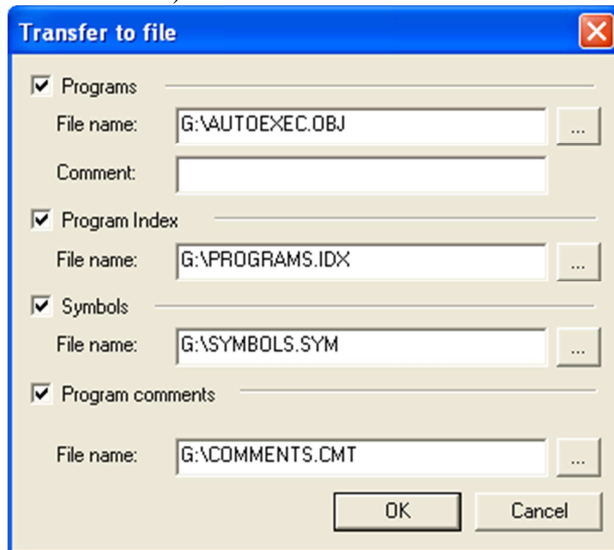 Transfer to file
Programs
File name: G:\AUTOEXEC.OBJ ...
Comment:
Program Index
File name: G:\PROGRAMS.IDX ...
Symbols
File name: G:\SYMBOLS.SYM ...
Program comments
File name: G:\COMMENTS.CMT ...
OK Cancel